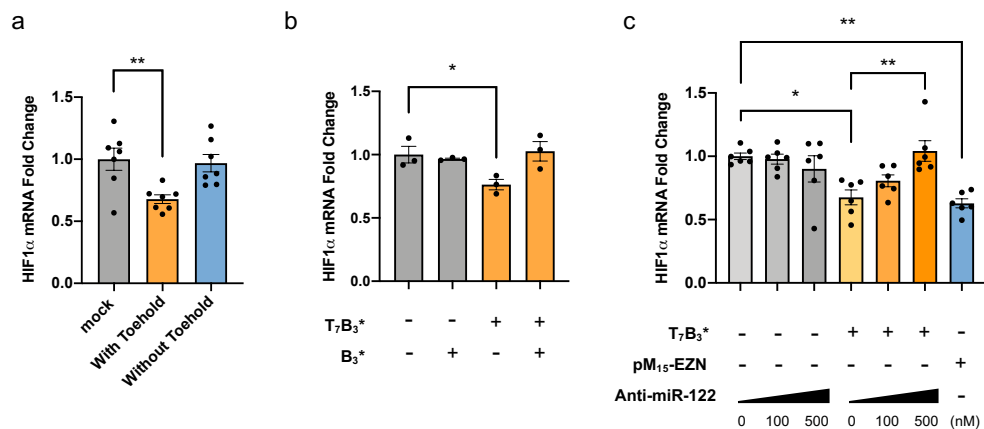 a
HIF1α mRNA Fold Change
1.5
1.0
0.5
0.0
**
mock
With Toehold
Without Toehold
b
HIF1α mRNA Fold Change
1.5
1.0
0.5
0.0
*
T₇B₃* - - + +
B₃* - + - +
c
HIF1α mRNA Fold Change
1.5
1.0
0.5
0.0
**
**
*
T₇B₃* - - - + + + -
pM₁₅-EZN - - - - - - +
Anti-miR-122 -
0 100 500 0 100 500 (nM)